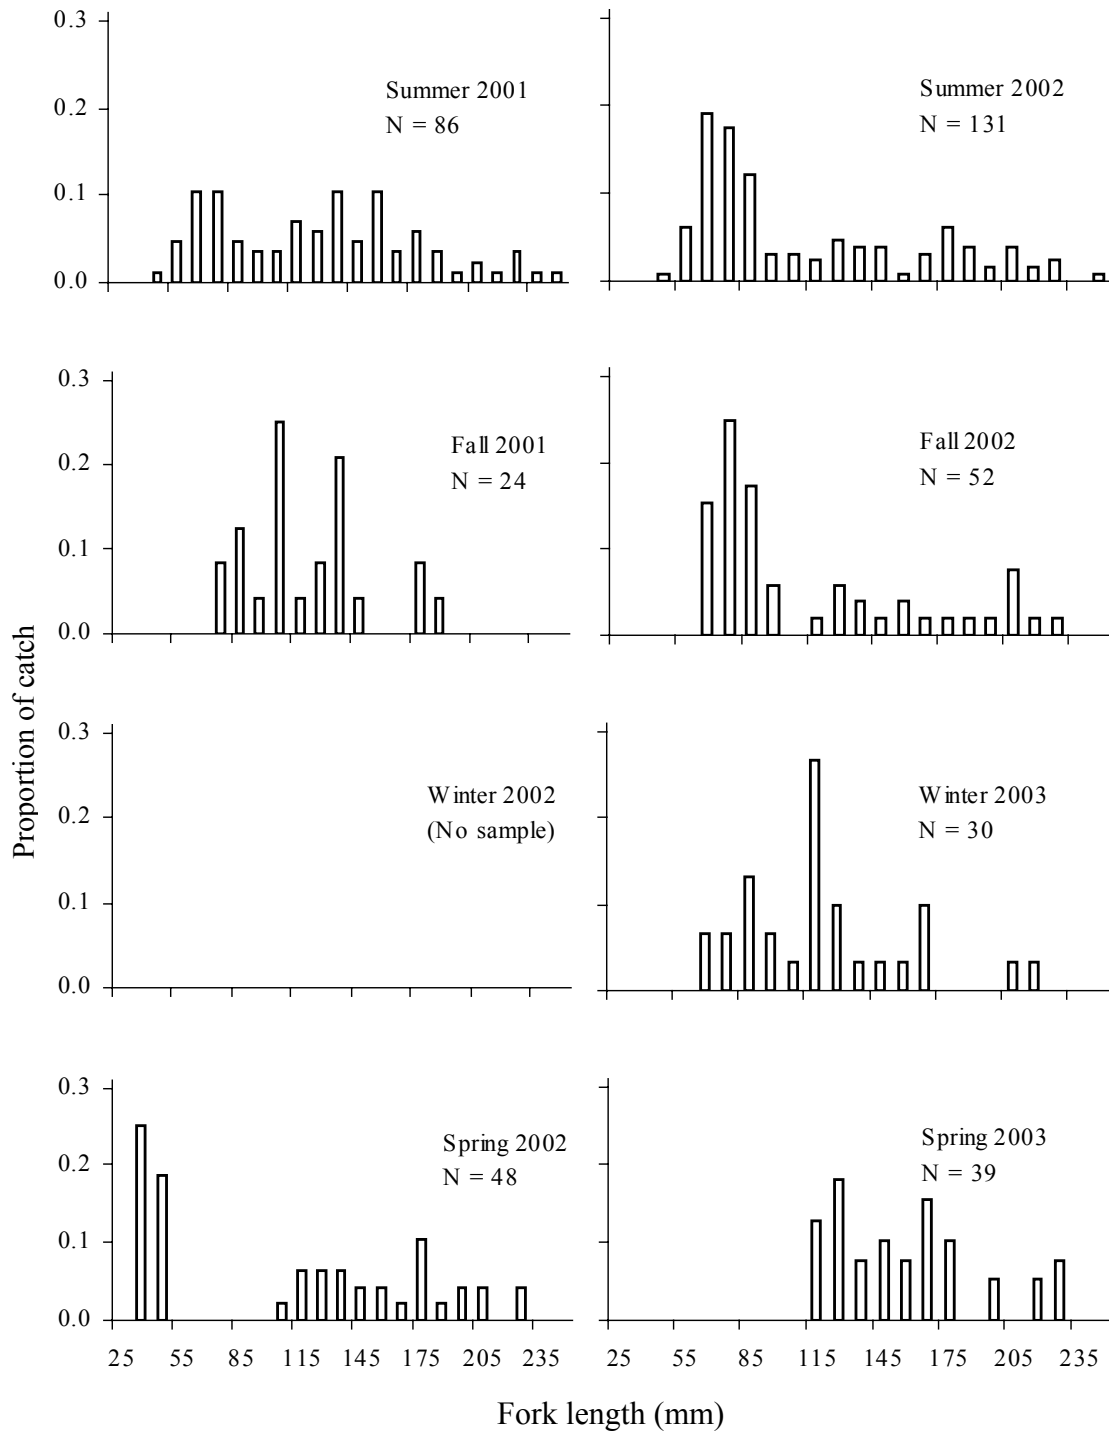 0.3
0.2
0.1
0.0
Summer 2001
N = 86
Summer 2002
N = 131
0.3
0.2
0.1
0.0
Fall 2001
N = 24
Fall 2002
N = 52
Proportion of catch
0.3
0.2
0.1
0.0
Winter 2002
(No sample)
Winter 2003
N = 30
0.3
0.2
0.1
0.0
Spring 2002
N = 48
Spring 2003
N = 39
25 55 85 115 145 175 205 235
25 55 85 115 145 175 205 235
Fork length (mm)